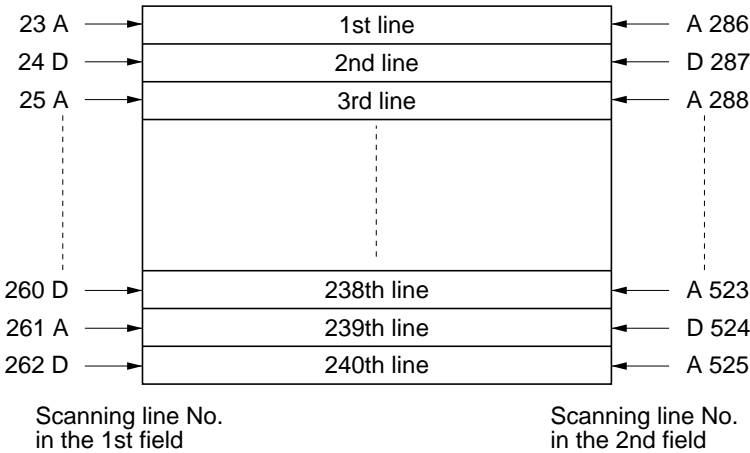 23 A 1st line A 286
24 D 2nd line D 287
25 A 3rd line A 288
260 D 238th line A 523
261 A 239th line D 524
262 D 240th line A 525
Scanning line No. Scanning line No.
in the 1st field in the 2nd field